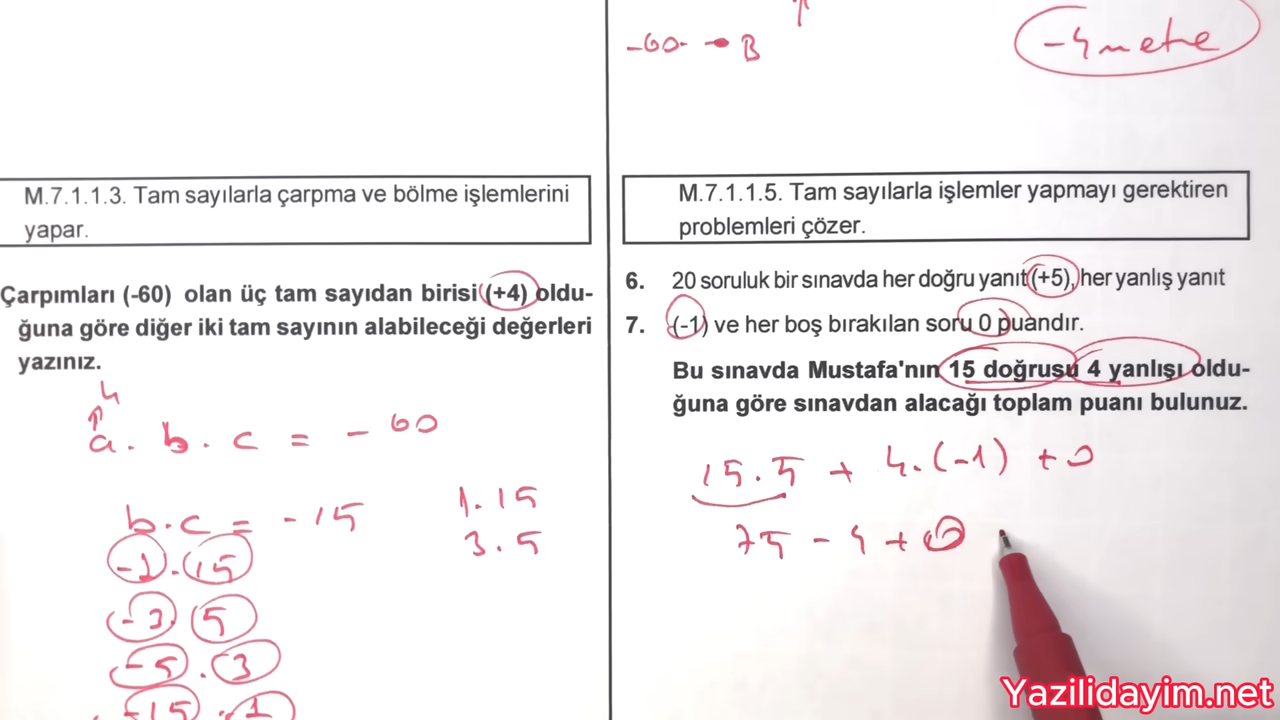 -60 B
-4 metre
M.7.1.1.3. Tam sayılarla çarpma ve bölme işlemlerini
yapar.
Çarpımları (-60) olan üç tam sayıdan birisi (+4) oldu-
ğuna göre diğer iki tam sayının alabileceği değerleri
yazınız.
4
a. b. c = - 60
b.c = -15
1. 15
3. 5
-1.15
-3.5
-5.3
-15.1
M.7.1.1.5. Tam sayılarla işlemler yapmayı gerektiren
problemleri çözer.
6. 20 soruluk bir sınavda her doğru yanıt (+5), her yanlış yanıt
7. (-1) ve her boş bırakılan soru 0 puandır.
Bu sınavda Mustafa'nın 15 doğrusu 4 yanlışı oldu-
ğuna göre sınavdan alacağı toplam puanı bulunuz.
15.5 + 4.(-1) + 0
75 - 4 + 0
Yazilidayim.net